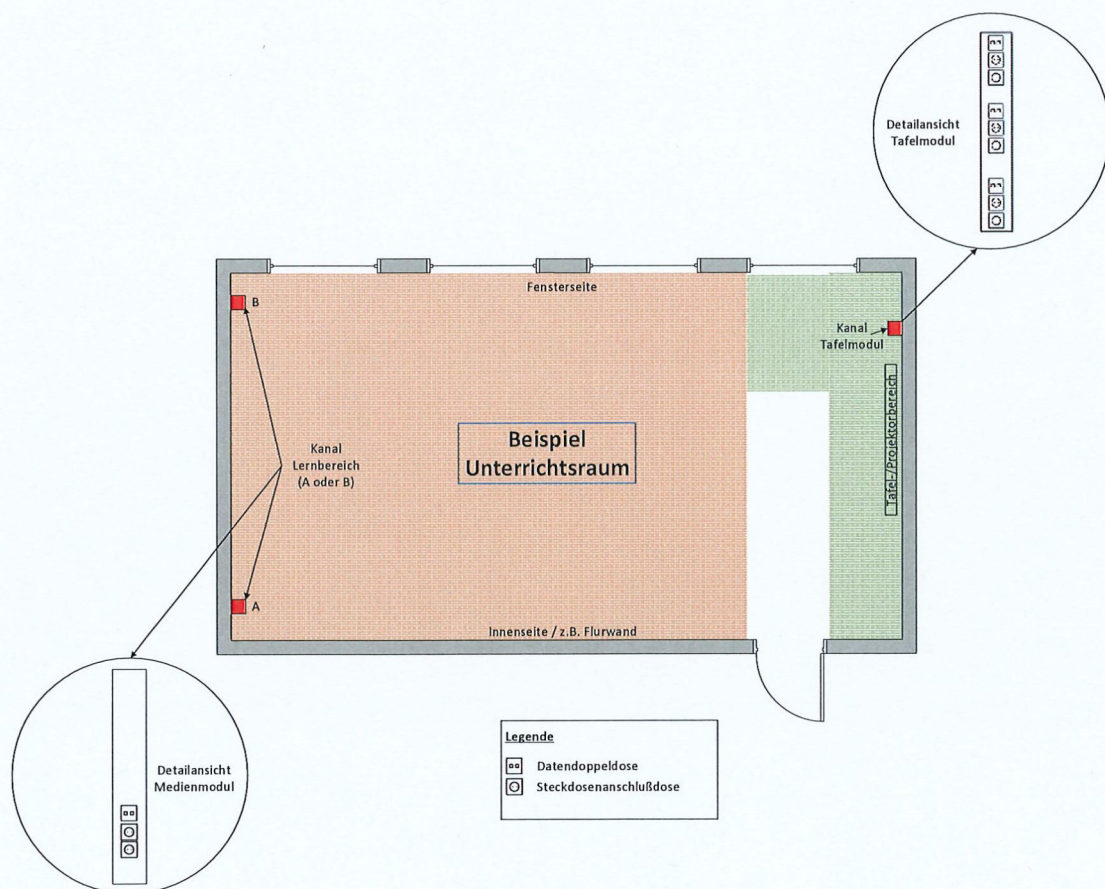 Detailansicht
Tafelmodul
Fensterseite
B
Kanal
Tafelmodul
Beispiel
Unterrichtsraum
Kanal
Lernbereich
(A oder B)
Tafel-/Projektorbereich
A
Innenseite / z.B. Flurwand
Detailansicht
Medienmodul
Legende
Datendoppeldose
Steckdosenanschlußdose